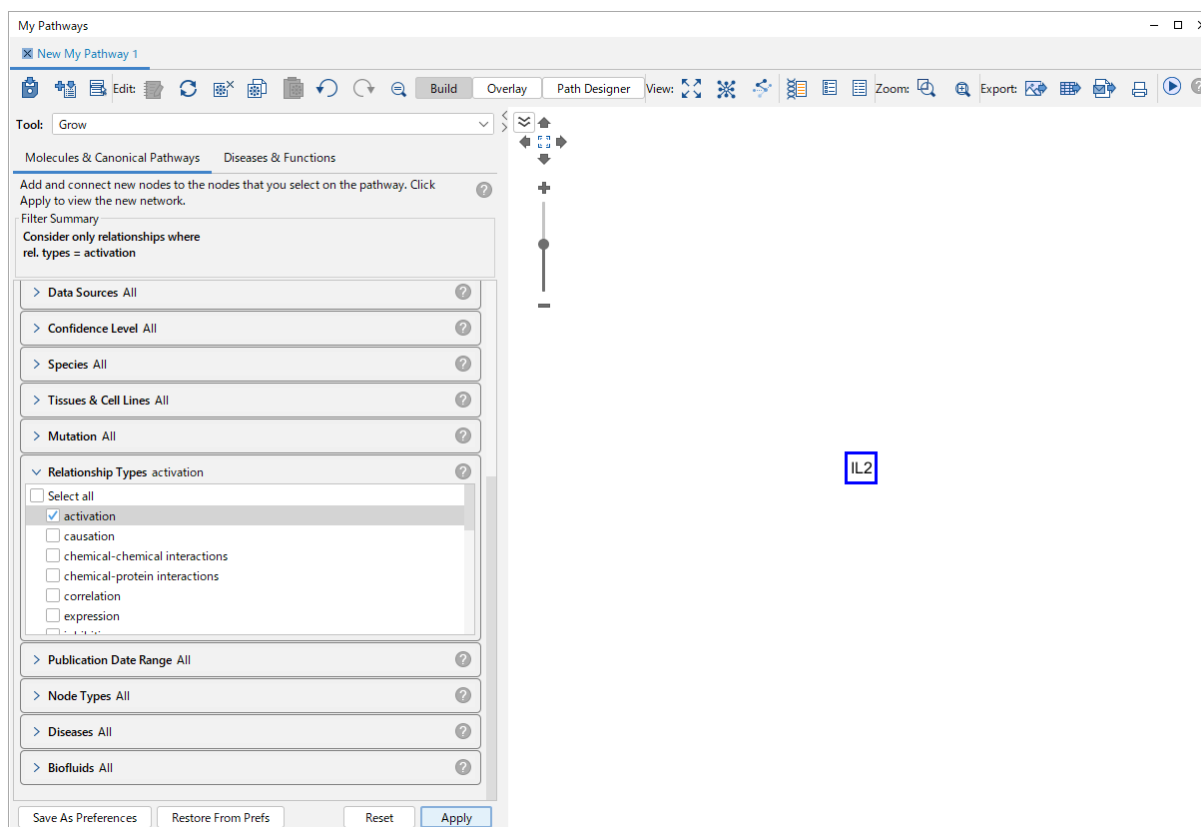 My Pathways
New My Pathway 1
Edit: Build Overlay Path Designer View: Zoom: Export:
Tool: Grow
Molecules & Canonical Pathways Diseases & Functions
Add and connect new nodes to the nodes that you select on the pathway. Click
Apply to view the new network.
Filter Summary
Consider only relationships where
rel. types = activation
Data Sources All
Confidence Level All
Species All
Tissues & Cell Lines All
Mutation All
IL2
Relationship Types activation
Select all
activation
causation
chemical-chemical interactions
chemical-protein interactions
correlation
expression
Publication Date Range All
Node Types All
Diseases All
Biofluids All
Save As Preferences Restore From Prefs Reset Apply